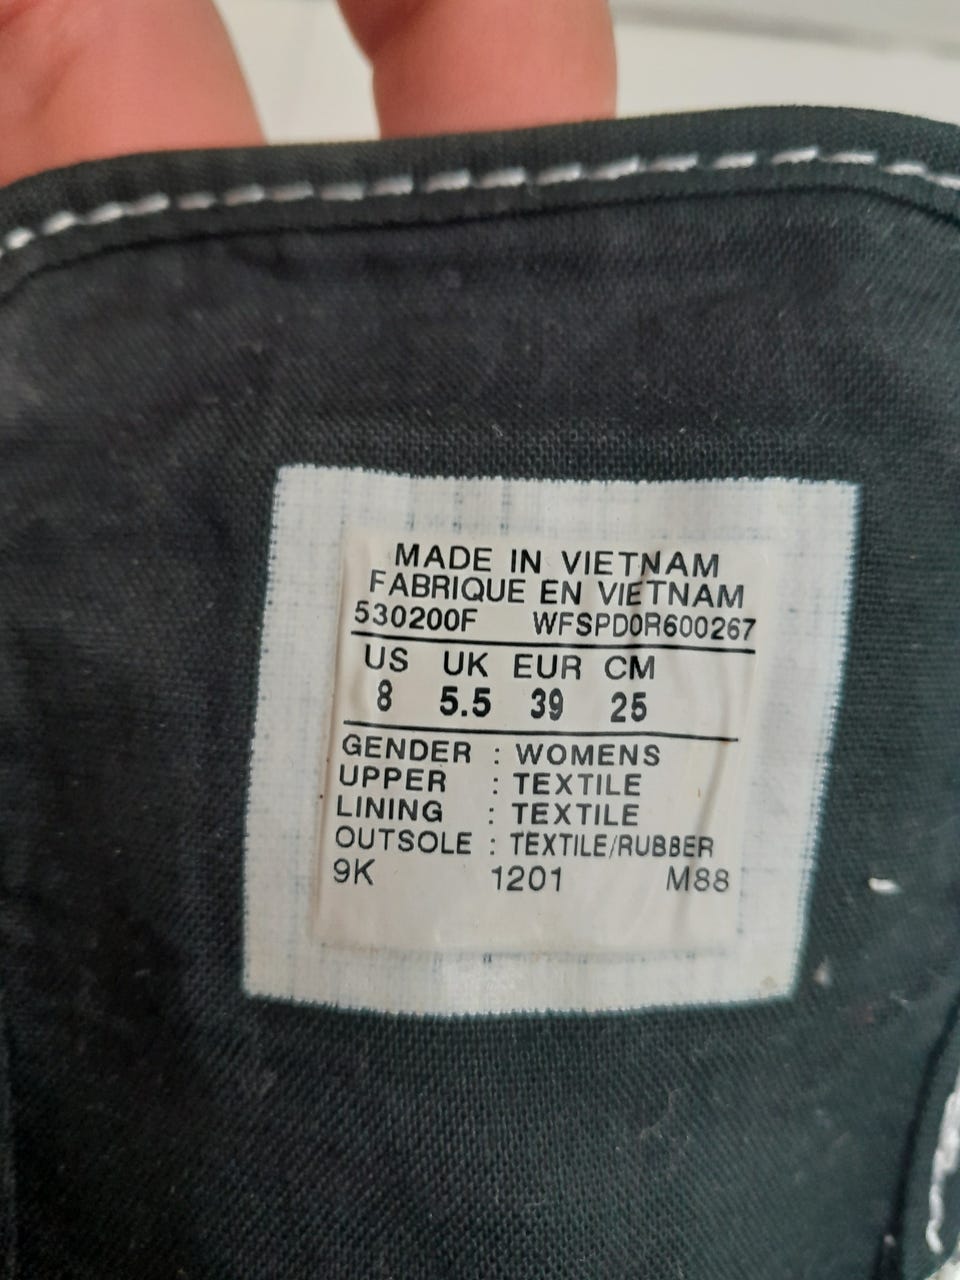 MADE IN VIETNAM
FABRIQUE EN VIETNAM
530200F WFSPD0R600267
US UK EUR CM
8 5.5 39 25
GENDER : WOMENS
UPPER : TEXTILE
LINING : TEXTILE
OUTSOLE : TEXTILE/RUBBER
9K 1201 M88